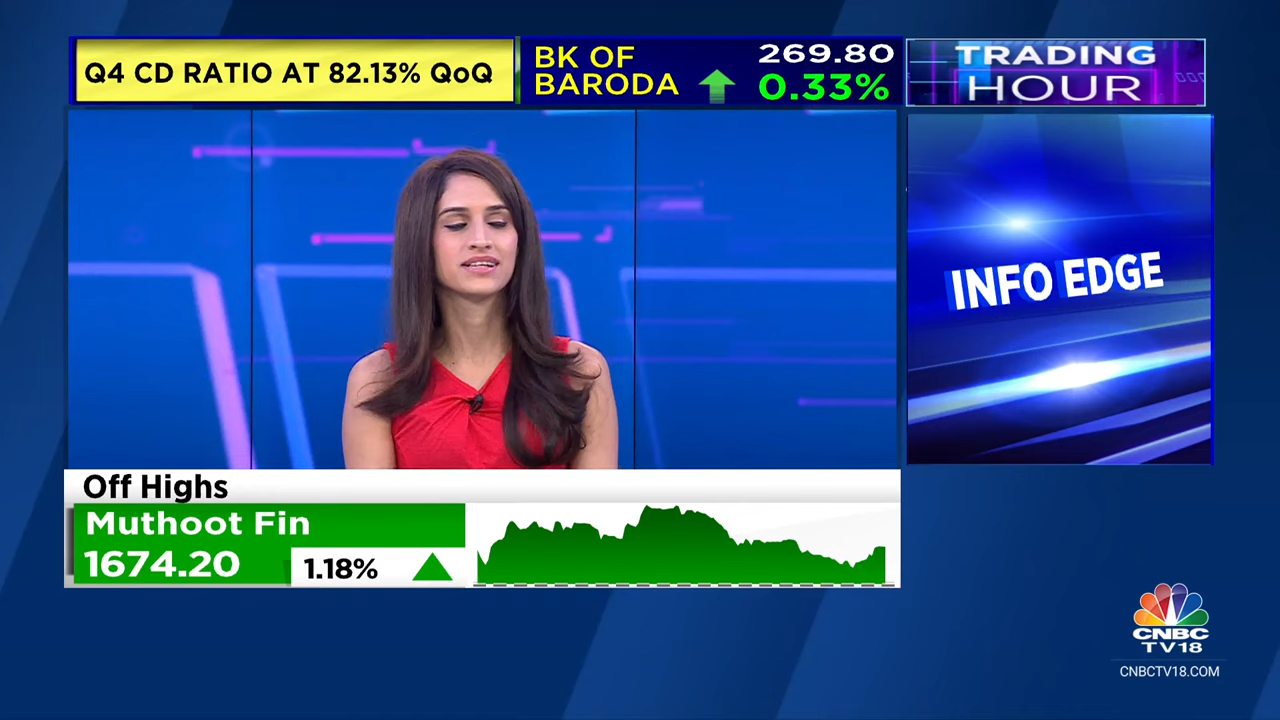 Q4 CD RATIO AT 82.13% QoQ
BK OF
BARODA
269.80
0.33%
TRADING
HOUR
INFO EDGE
Off Highs
Muthoot Fin
1674.20
1.18%
CNBC
TV18
CNBCTV18.COM